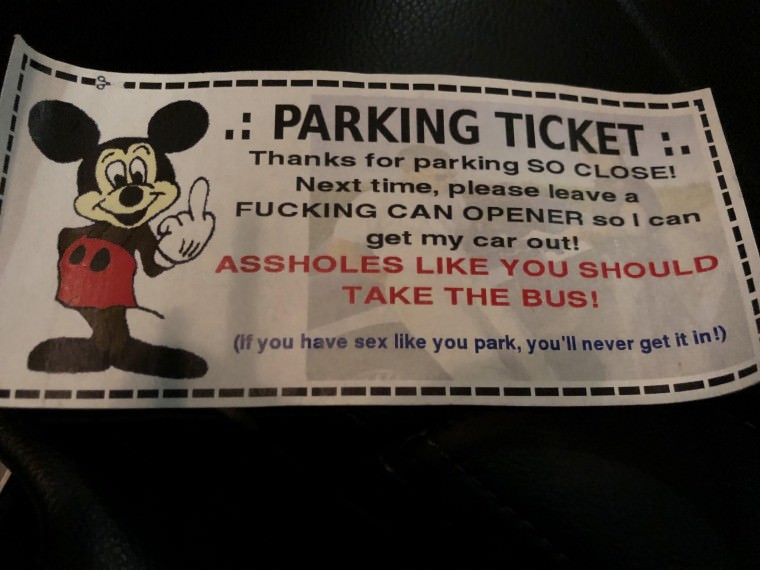 .: PARKING TICKET :.
Thanks for parking SO CLOSE!
Next time, please leave a
FUCKING CAN OPENER so I can
get my car out!
ASSHOLES LIKE YOU SHOULD
TAKE THE BUS!
(If you have sex like you park, you'll never get it in!)